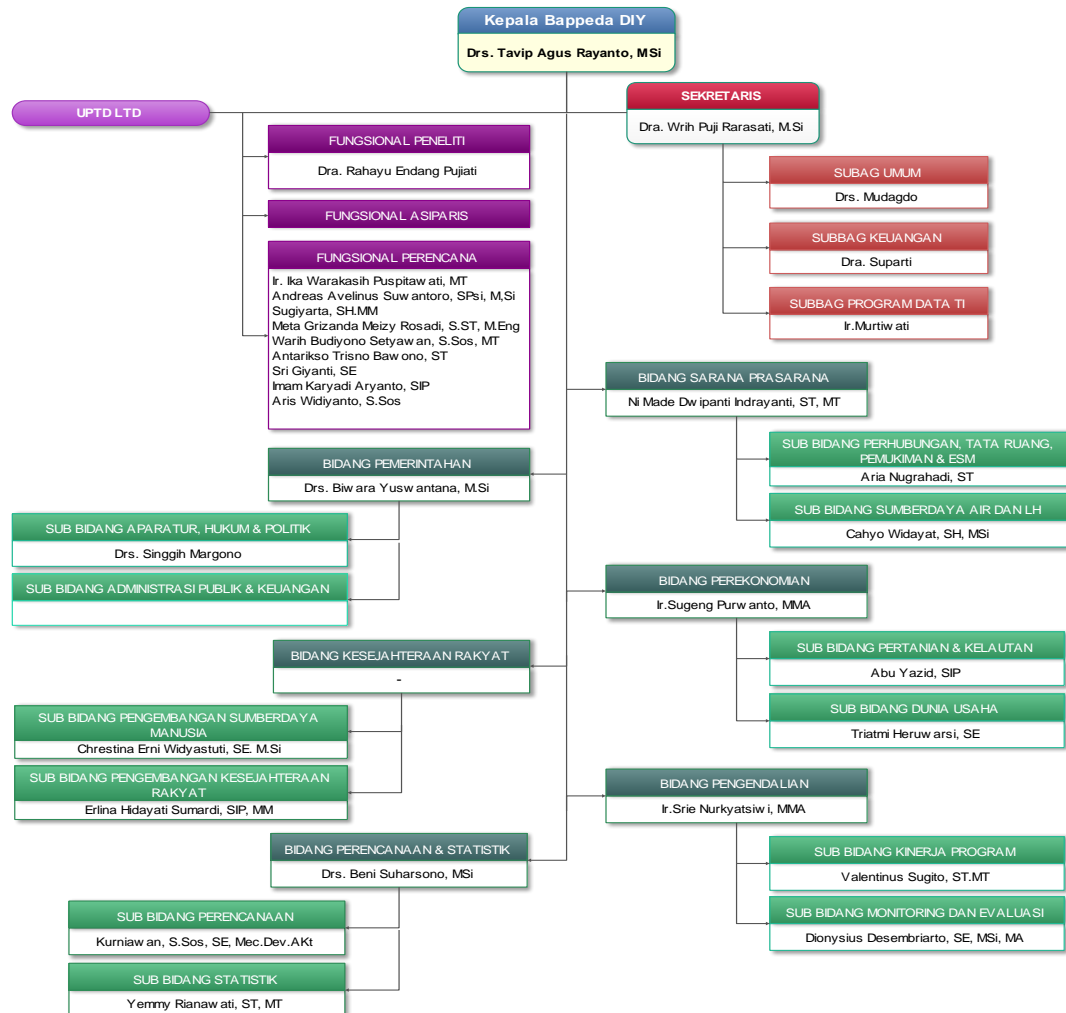 Kepala Bappeda DIY
Drs. Tavip Agus Rayanto, MSi
UPTD LTD
SEKRETARIS
Dra. Wrih Puji Rarasati, M.Si
FUNGSIONAL PENELITI
Dra. Rahayu Endang Pujiati
FUNGSIONAL ASIPARIS
FUNGSIONAL PERENCANA
Ir. Ika Warakasih Puspitawati, MT
Andreas Avelinus Suwantoro, SPsi, M,Si
Sugiyarta, SH.MM
Meta Grizanda Meizy Rosadi, S.ST, M.Eng
Warih Budiyono Setyawan, S.Sos, MT
Antarikso Trisno Bawono, ST
Sri Giyanti, SE
Imam Karyadi Aryanto, SIP
Aris Widiyanto, S.Sos
SUBAG UMUM
Drs. Mudagdo
SUBBAG KEUANGAN
Dra. Suparti
SUBBAG PROGRAM DATA TI
Ir.Murtiwati
BIDANG SARANA PRASARANA
Ni Made Dwipanti Indrayanti, ST, MT
SUB BIDANG PERHUBUNGAN, TATA RUANG,
PEMUKIMAN & ESM
Aria Nugrahadi, ST
SUB BIDANG SUMBERDAYA AIR DAN LH
Cahyo Widayat, SH, MSi
BIDANG PEMERINTAHAN
Drs. Biwara Yuswantana, M.Si
SUB BIDANG APARATUR, HUKUM & POLITIK
Drs. Singgih Margono
SUB BIDANG ADMINISTRASI PUBLIK & KEUANGAN
BIDANG PEREKONOMIAN
Ir.Sugeng Purwanto, MMA
SUB BIDANG PERTANIAN & KELAUTAN
Abu Yazid, SIP
SUB BIDANG DUNIA USAHA
Triatmi Heruwarsi, SE
BIDANG KESEJAHTERAAN RAKYAT
-
SUB BIDANG PENGEMBANGAN SUMBERDAYA
MANUSIA
Chrestina Erni Widyastuti, SE. M.Si
SUB BIDANG PENGEMBANGAN KESEJAHTERAAN
RAKYAT
Erlina Hidayati Sumardi, SIP, MM
BIDANG PENGENDALIAN
Ir.Srie Nurkyatsiwi, MMA
SUB BIDANG KINERJA PROGRAM
Valentinus Sugito, ST.MT
SUB BIDANG MONITORING DAN EVALUASI
Dionysius Desembriarto, SE, MSi, MA
BIDANG PERENCANAAN & STATISTIK
Drs. Beni Suharsono, MSi
SUB BIDANG PERENCANAAN
Kurniawan, S.Sos, SE, Mec.Dev.AKt
SUB BIDANG STATISTIK
Yemmy Rianawati, ST, MT